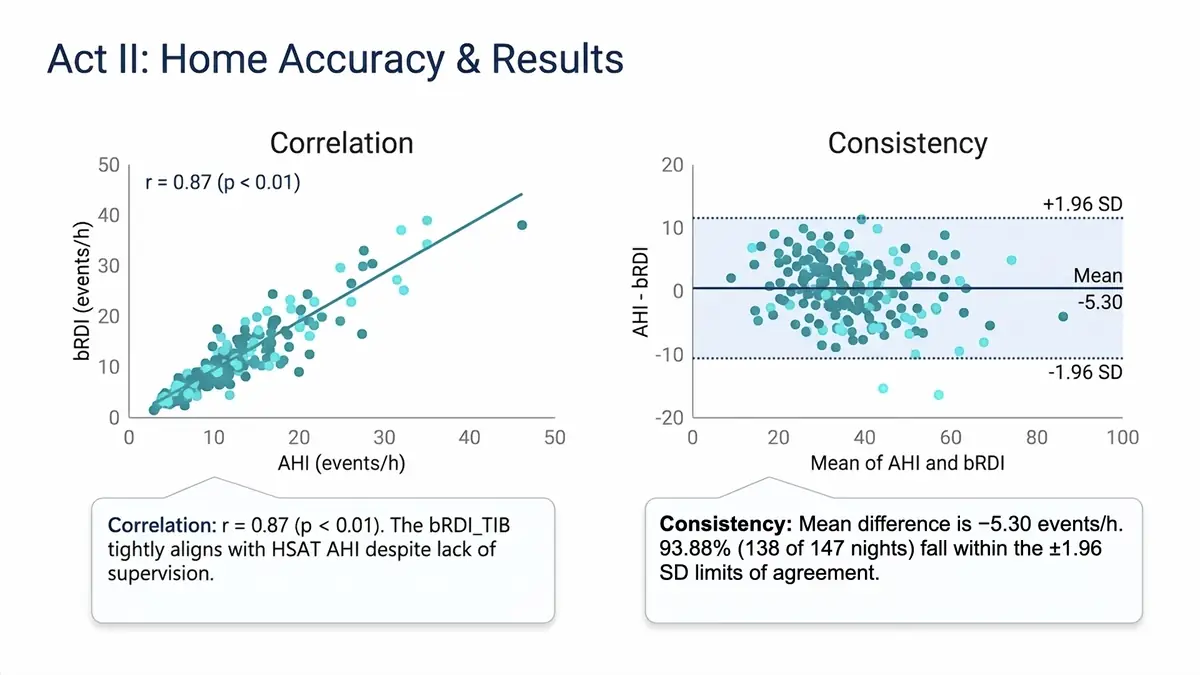 Act II: Home Accuracy & Results
Correlation
r = 0.87 (p < 0.01)
bRDI (events/h)
50
40
30
20
10
0
0 10 20 30 40 50
AHI (events/h)
Correlation: r = 0.87 (p < 0.01). The bRDI_TIB
tightly aligns with HSAT AHI despite lack of
supervision.
Consistency
AHI - bRDI
20
10
0
-10
-20
+1.96 SD
Mean
-5.30
-1.96 SD
0 20 40 60 80 100
Mean of AHI and bRDI
Consistency: Mean difference is −5.30 events/h.
93.88% (138 of 147 nights) fall within the ±1.96
SD limits of agreement.